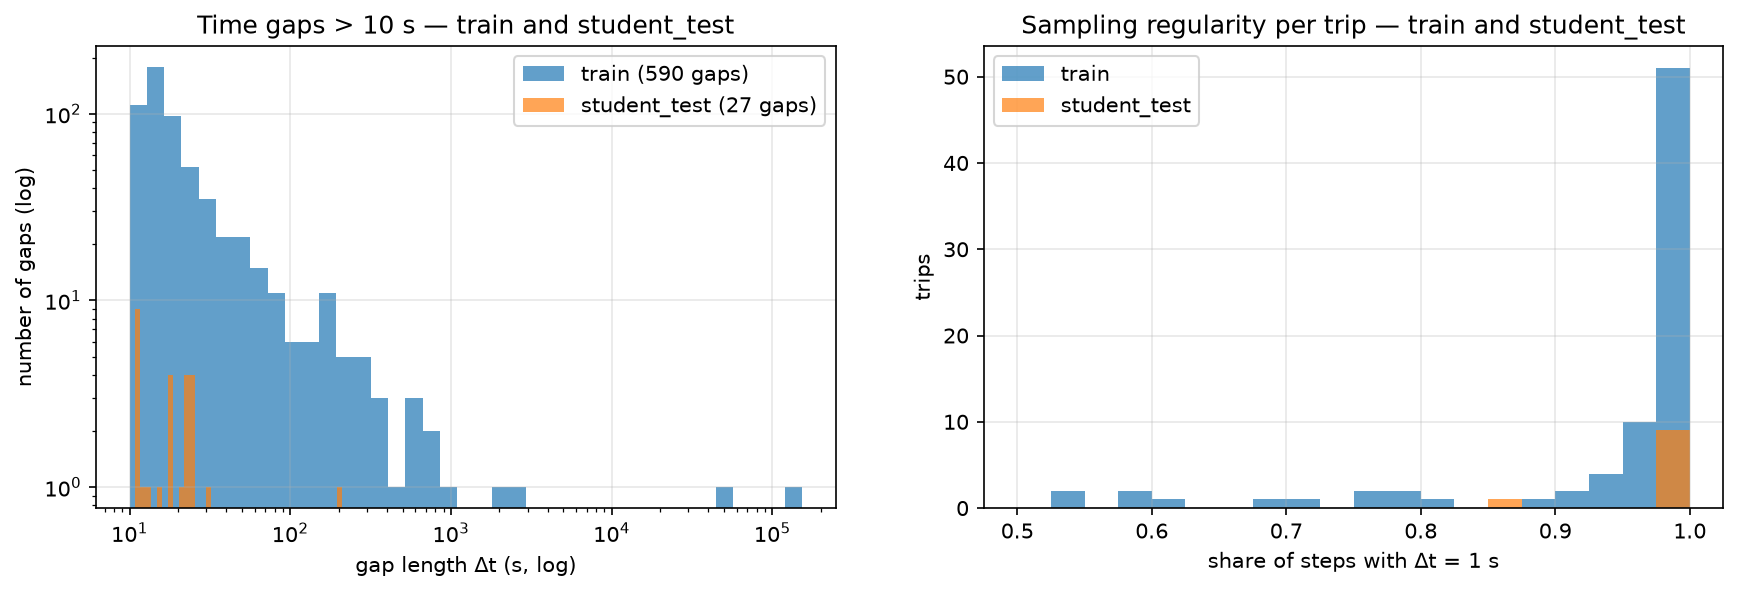 Time gaps > 10 s — train and student_test
train (590 gaps)
student_test (27 gaps)
number of gaps (log)
10²
10¹
10⁰
10¹
10²
10³
10⁴
10⁵
gap length Δt (s, log)
Sampling regularity per trip — train and student_test
train
student_test
trips
50
40
30
20
10
0
0.5
0.6
0.7
0.8
0.9
1.0
share of steps with Δt = 1 s